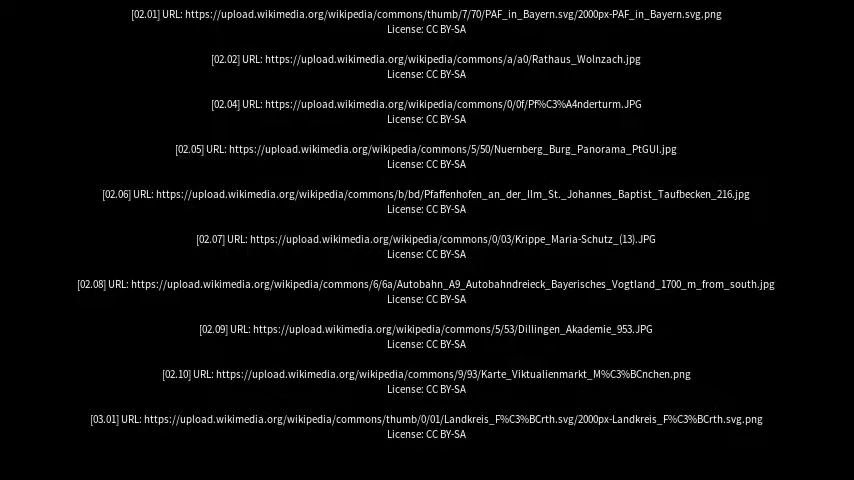 [02.01] URL: https://upload.wikimedia.org/wikipedia/commons/thumb/7/70/PAF_in_Bayern.svg/2000px-PAF_in_Bayern.svg.png
License: CC BY-SA
[02.02] URL: https://upload.wikimedia.org/wikipedia/commons/a/a0/Rathaus_Wolnzach.jpg
License: CC BY-SA
[02.04] URL: https://upload.wikimedia.org/wikipedia/commons/0/0f/Pf%C3%A4nderturm.JPG
License: CC BY-SA
[02.05] URL: https://upload.wikimedia.org/wikipedia/commons/5/50/Nuernberg_Burg_Panorama_PtGUI.jpg
License: CC BY-SA
[02.06] URL: https://upload.wikimedia.org/wikipedia/commons/b/bd/Pfaffenhofen_an_der_Ilm_St._Johannes_Baptist_Taufbecken_216.jpg
License: CC BY-SA
[02.07] URL: https://upload.wikimedia.org/wikipedia/commons/0/03/Krippe_Maria-Schutz_(13).JPG
License: CC BY-SA
[02.08] URL: https://upload.wikimedia.org/wikipedia/commons/6/6a/Autobahn_A9_Autobahndreieck_Bayerisches_Vogtland_1700_m_from_south.jpg
License: CC BY-SA
[02.09] URL: https://upload.wikimedia.org/wikipedia/commons/5/53/Dillingen_Akademie_953.JPG
License: CC BY-SA
[02.10] URL: https://upload.wikimedia.org/wikipedia/commons/9/93/Karte_Viktualienmarkt_M%C3%BCnchen.png
License: CC BY-SA
[03.01] URL: https://upload.wikimedia.org/wikipedia/commons/thumb/0/01/Landkreis_F%C3%BCrth.svg/2000px-Landkreis_F%C3%BCrth.svg.png
License: CC BY-SA